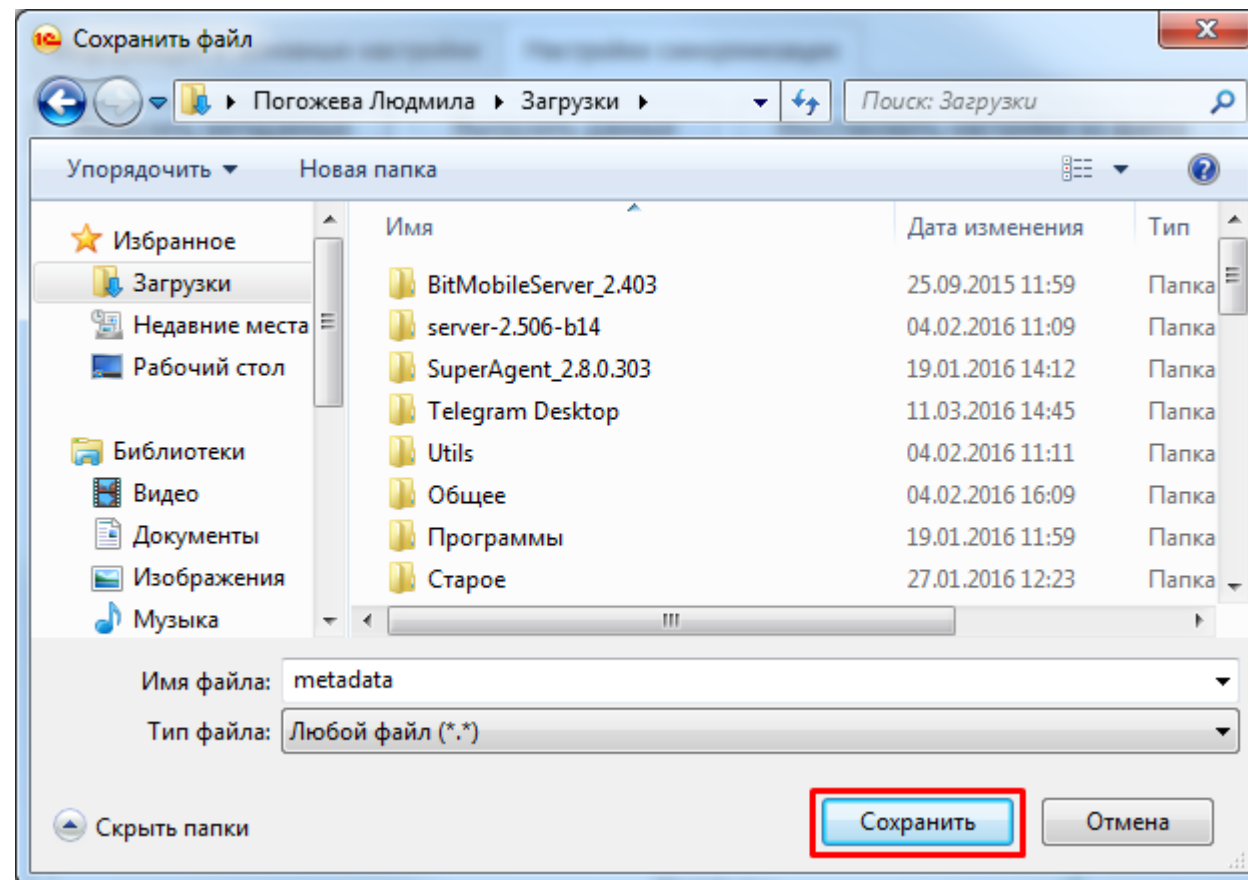 1С Сохранить файл
Погожева Людмила Загрузки Поиск: Загрузки
Упорядочить Новая папка
Избранное
Загрузки
Недавние места
Рабочий стол
Библиотеки
Видео
Документы
Изображения
Музыка
Имя Дата изменения Тип
BitMobileServer_2.403 25.09.2015 11:59 Папка
server-2.506-b14 04.02.2016 11:09 Папка
SuperAgent_2.8.0.303 19.01.2016 14:12 Папка
Telegram Desktop 11.03.2016 14:45 Папка
Utils 04.02.2016 11:11 Папка
Общее 04.02.2016 16:09 Папка
Программы 19.01.2016 11:59 Папка
Старое 27.01.2016 12:23 Папка
Имя файла: metadata
Тип файла: Любой файл (*.*)
Скрыть папки Сохранить Отмена